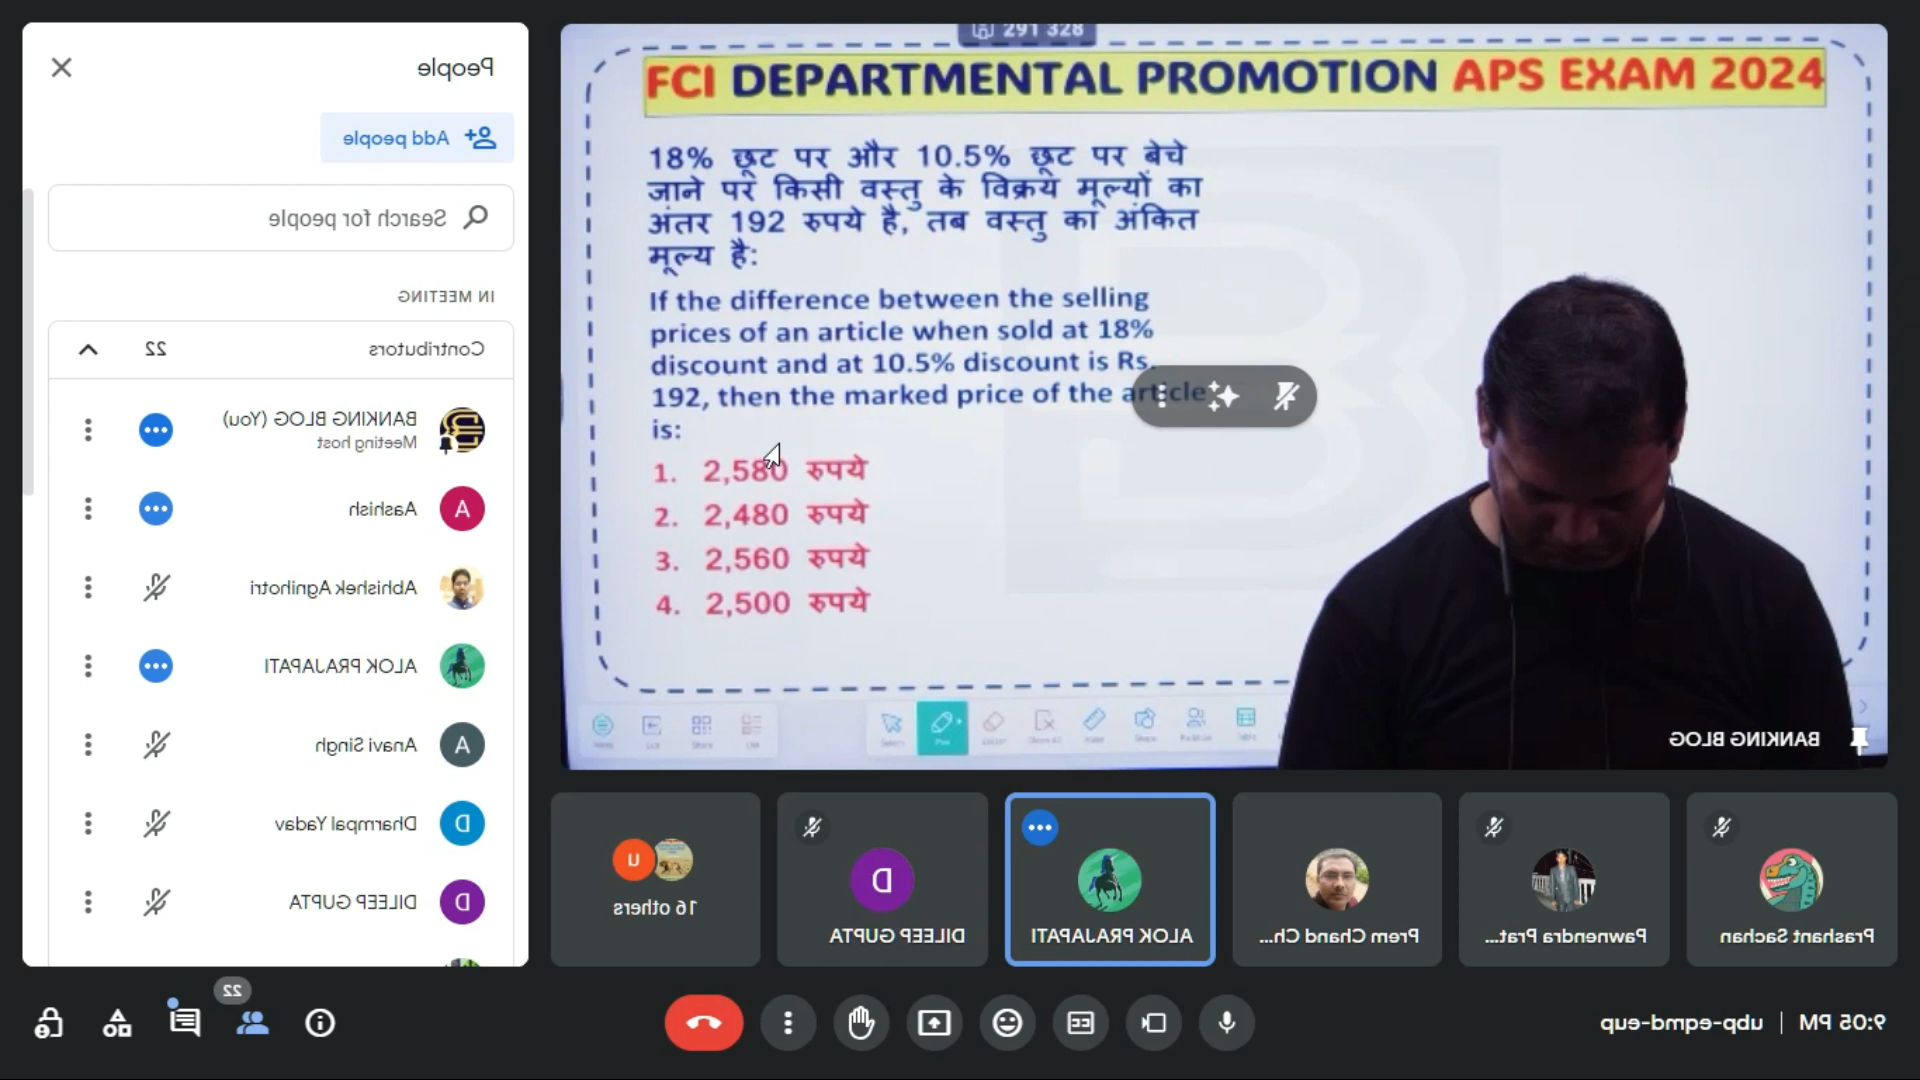 People
Add people
Search for people
IN MEETING
Contributors
22
BANKING BLOG (You)
Meeting host
Aashish
Abhishek Agnihotri
ALOK PRAJAPATI
Anavi Singh
Dharmpal Yadav
DILEEP GUPTA
291 328
FCI DEPARTMENTAL PROMOTION APS EXAM 2024
18% छूट पर और 10.5% छूट पर बेचे
जाने पर किसी वस्तु के विक्रय मूल्यों का
अंतर 192 रुपये है, तब वस्तु का अंकित
मूल्य है:
If the difference between the selling
prices of an article when sold at 18%
discount and at 10.5% discount is Rs.
192, then the marked price of the article
is:
1. 2,580 रुपये
2. 2,480 रुपये
3. 2,560 रुपये
4. 2,500 रुपये
BANKING BLOG
U
16 others
D
DILEEP GUPTA
ALOK PRAJAPATI
Prem Chand Ch...
Pawnendra Prat...
Prashant Sachan
22
9:05 PM | ubp-eqmd-eup